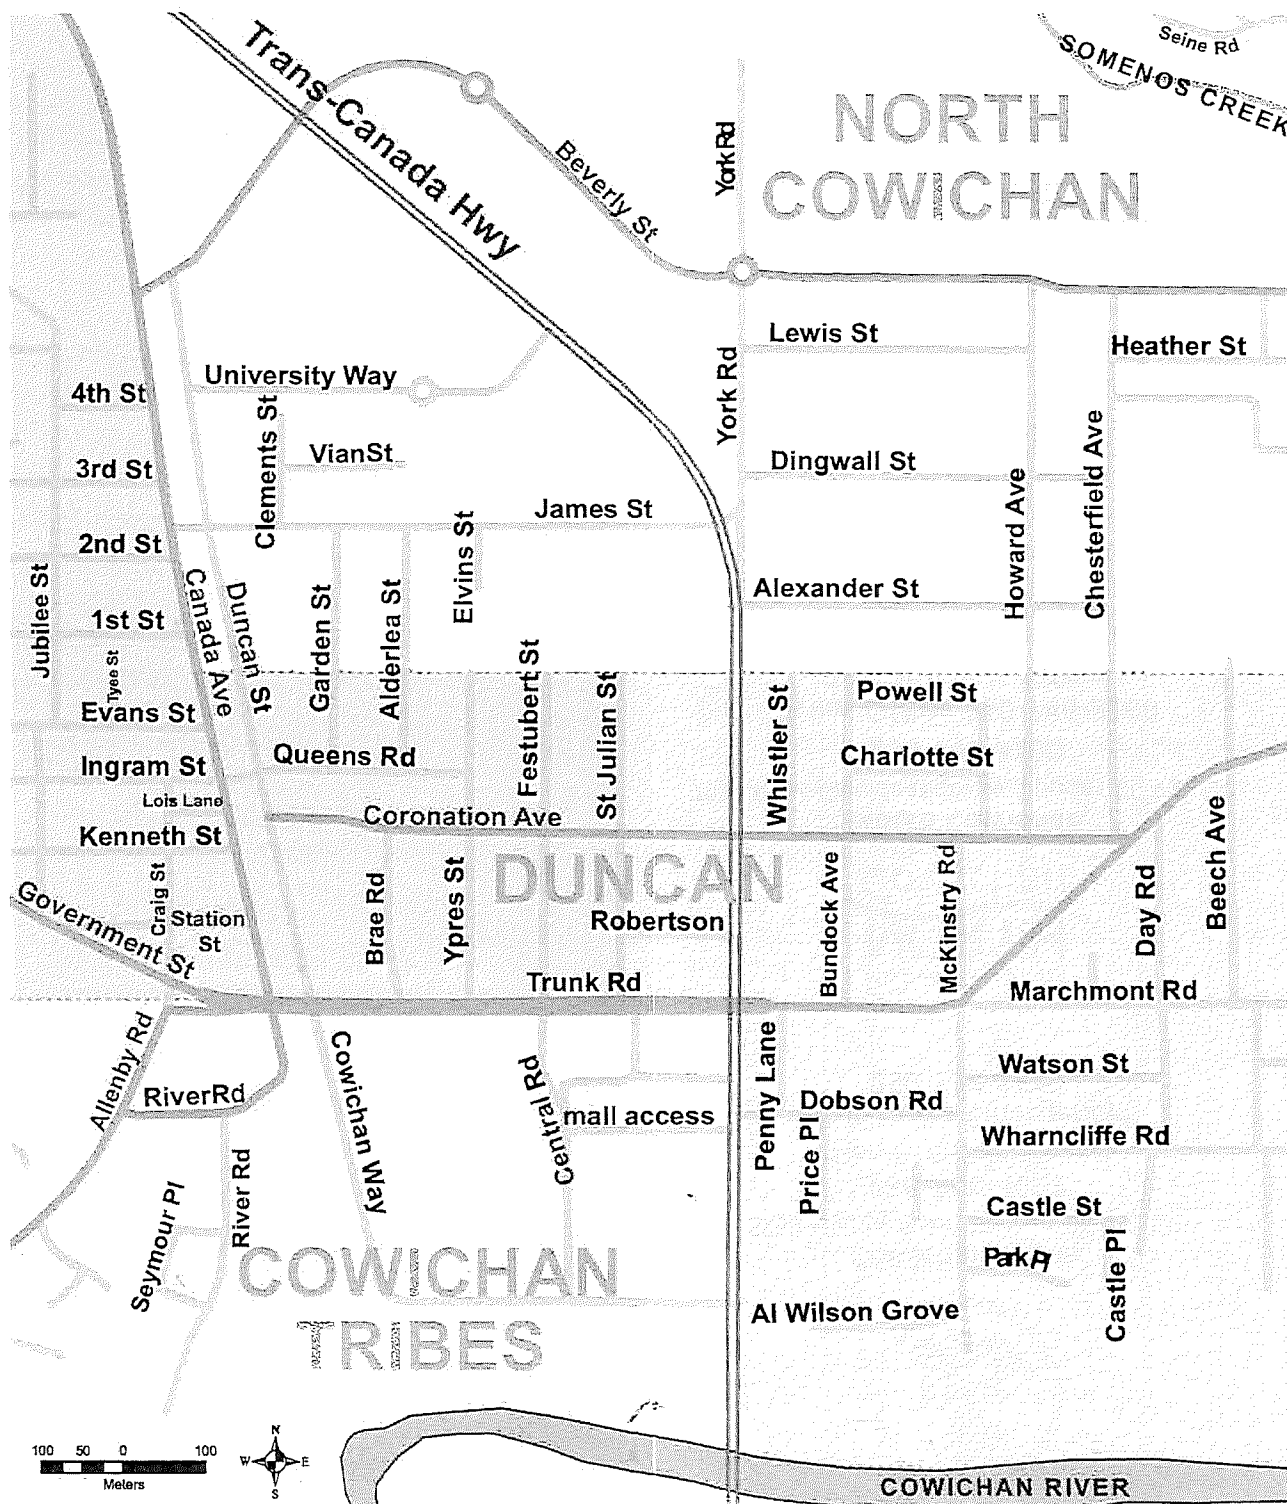 Seine Rd
SOMENOS CREEK
Trans-Canada Hwy
NORTH
COWICHAN
York Rd
Beverly St
Lewis St
Heather St
York Rd
University Way
4th St
Clements St
Vian St
3rd St
Dingwall St
Howard Ave
Chesterfield Ave
James St
Elvins St
2nd St
Jubilee St
Canada Ave
Duncan St
Garden St
Alderlea St
Alexander St
1st St
Tyee St
Festubert St
St Julian St
Whistler St
Powell St
Evans St
Queens Rd
Charlotte St
Ingram St
Lois Lane
Coronation Ave
Kenneth St
DUNCAN
Beech Ave
Craig St
Brae Rd
Ypres St
Bundock Ave
McKinstry Rd
Day Rd
Government St
Station
St
Robertson
Trunk Rd
Marchmont Rd
Allenby Rd
Cowichan Way
Central Rd
Penny Lane
Watson St
River Rd
mall access
Dobson Rd
Price Pl
Wharncliffe Rd
Seymour Pl
River Rd
Castle St
Park Pl
Castle Pl
COWICHAN
TRIBES
Al Wilson Grove
100 50 0 100
Meters
N
W E
S
COWICHAN RIVER